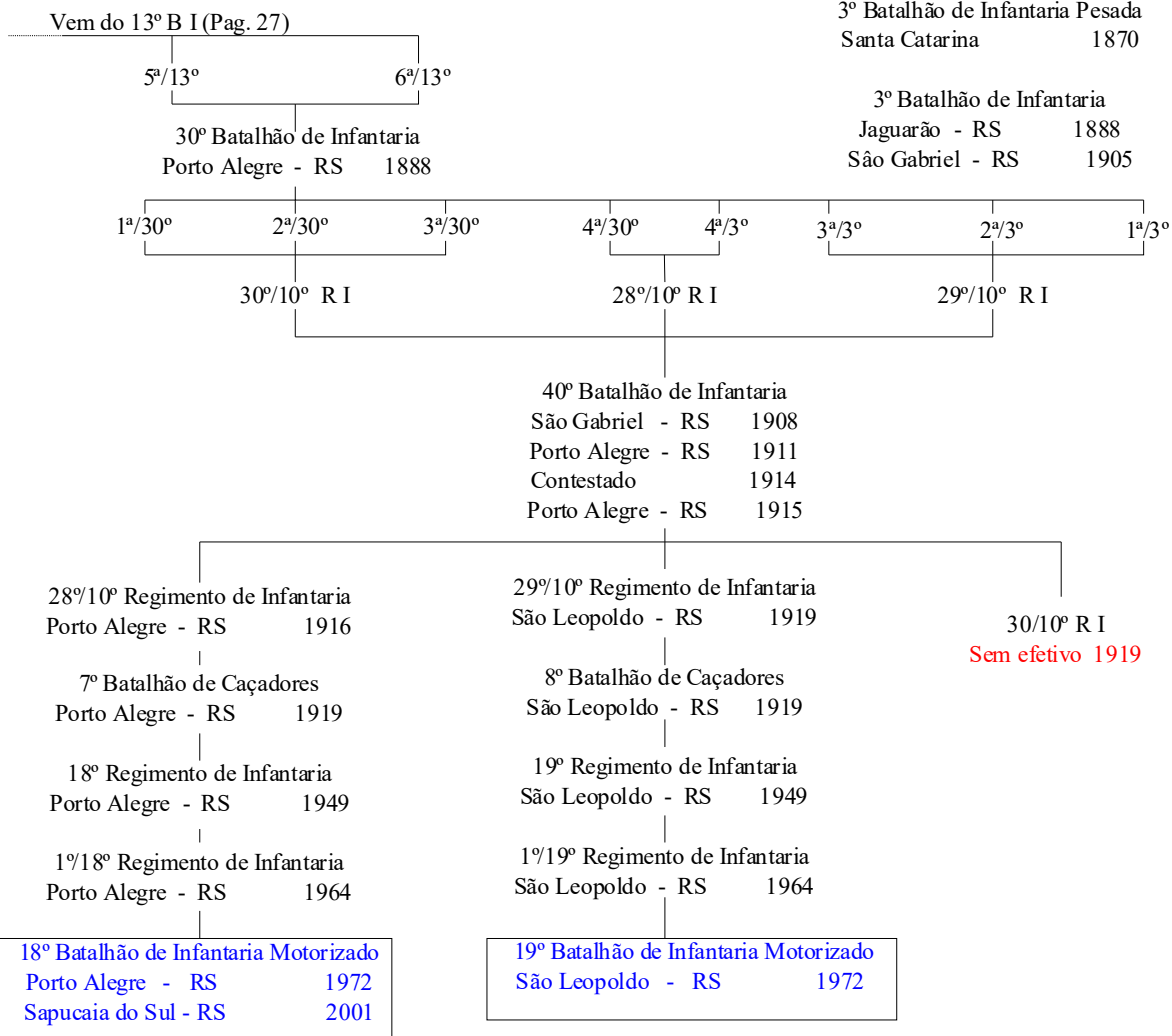 Vem do 13º B I (Pag. 27)
3º Batalhão de Infantaria Pesada
Santa Catarina 1870
5ª/13º 6ª/13º
3º Batalhão de Infantaria
Jaguarão - RS 1888
Sâo Gabriel - RS 1905
30º Batalhão de Infantaria
Porto Alegre - RS 1888
1ª/30º 2ª/30º 3ª/30º 4ª/30º 4ª/3º 3ª/3º 2ª/3º 1ª/3º
30º/10º R I 28º/10º R I 29º/10º R I
40º Batalhão de Infantaria
São Gabriel - RS 1908
Porto Alegre - RS 1911
Contestado 1914
Porto Alegre - RS 1915
28º/10º Regimento de Infantaria
Porto Alegre - RS 1916
29º/10º Regimento de Infantaria
São Leopoldo - RS 1919
30/10º R I
Sem efetivo 1919
7º Batalhão de Caçadores
Porto Alegre - RS 1919
8º Batalhão de Caçadores
São Leopoldo - RS 1919
18º Regimento de Infantaria
Porto Alegre - RS 1949
19º Regimento de Infantaria
São Leopoldo - RS 1949
1º/18º Regimento de Infantaria
Porto Alegre - RS 1964
1º/19º Regimento de Infantaria
São Leopoldo - RS 1964
18º Batalhão de Infantaria Motorizado
Porto Alegre - RS 1972
Sapucaia do Sul - RS 2001
19º Batalhão de Infantaria Motorizado
São Leopoldo - RS 1972